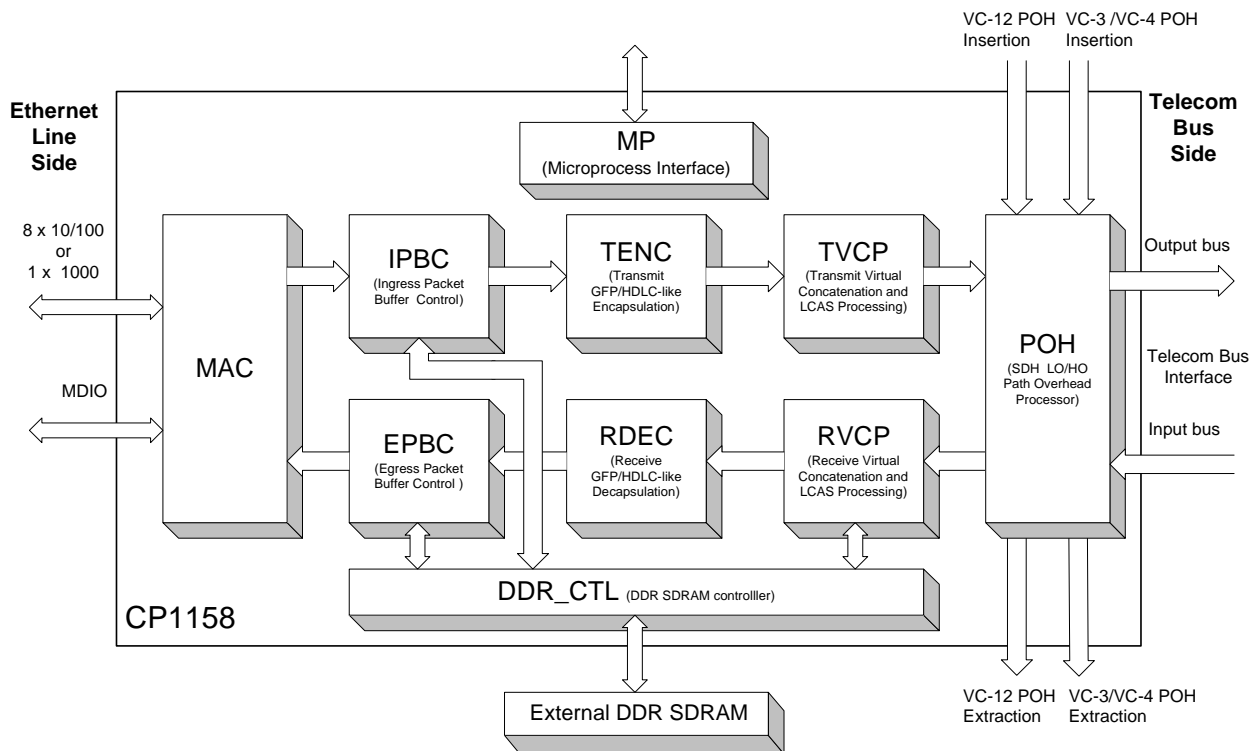 VC-12 POH
Insertion
VC-3 /VC-4 POH
Insertion
Ethernet
Line
Side
Telecom
Bus
Side
MP
(Microprocess Interface)
8 x 10/100
or
1 x 1000
MDIO
MAC
IPBC
(Ingress Packet
Buffer Control)
TENC
(Transmit
GFP/HDLC-like
Encapsulation)
TVCP
(Transmit Virtual
Concatenation and
LCAS Processing)
POH
(SDH LO/HO
Path Overhead
Processor)
Output bus
Telecom Bus
Interface
Input bus
EPBC
(Egress Packet
Buffer Control )
RDEC
(Receive
GFP/HDLC-like
Decapsulation)
RVCP
(Receive Virtual
Concatenation and
LCAS Processing)
DDR_CTL (DDR SDRAM controlller)
CP1158
External DDR SDRAM
VC-12 POH
Extraction
VC-3/VC-4 POH
Extraction